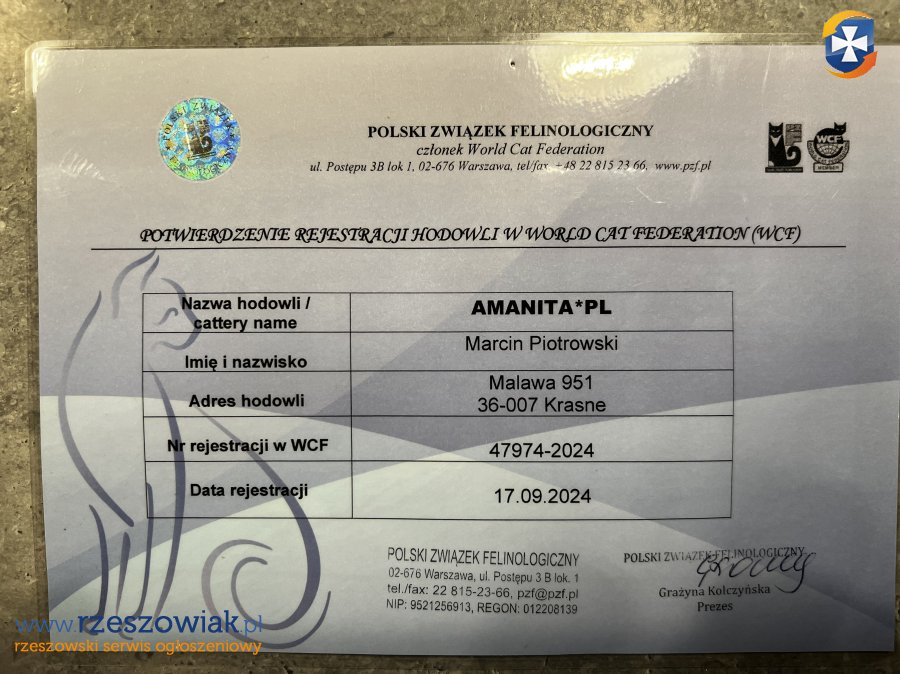 POLSKI ZWIĄZEK FELINOLOGICZNY
członek World Cat Federation
ul. Postępu 3B lok 1, 02-676 Warszawa, tel/fax +48 22 815 23 66, www.pzf.pl
WCF
MEMBER
POTWIERDZENIE REJESTRACJI HODOWLI W WORLD CAT FEDERATION (WCF)
Nazwa hodowli /
cattery name
AMANITA*PL
Imię i nazwisko
Marcin Piotrowski
Adres hodowli
Malawa 951
36-007 Krasne
Nr rejestracji w WCF
47974-2024
Data rejestracji
17.09.2024
POLSKI ZWIĄZEK FELINOLOGICZNY
02-676 Warszawa, ul. Postępu 3 B lok. 1
tel./fax: 22 815-23-66, pzf@pzf.pl
NIP: 9521256913, REGON: 012208139
POLSKI ZWIĄZEK FELINOLOGICZNY
Grażyna Kolczyńska
Prezes
www.rzeszowiak.pl
rzeszowski serwis ogłoszeniowy